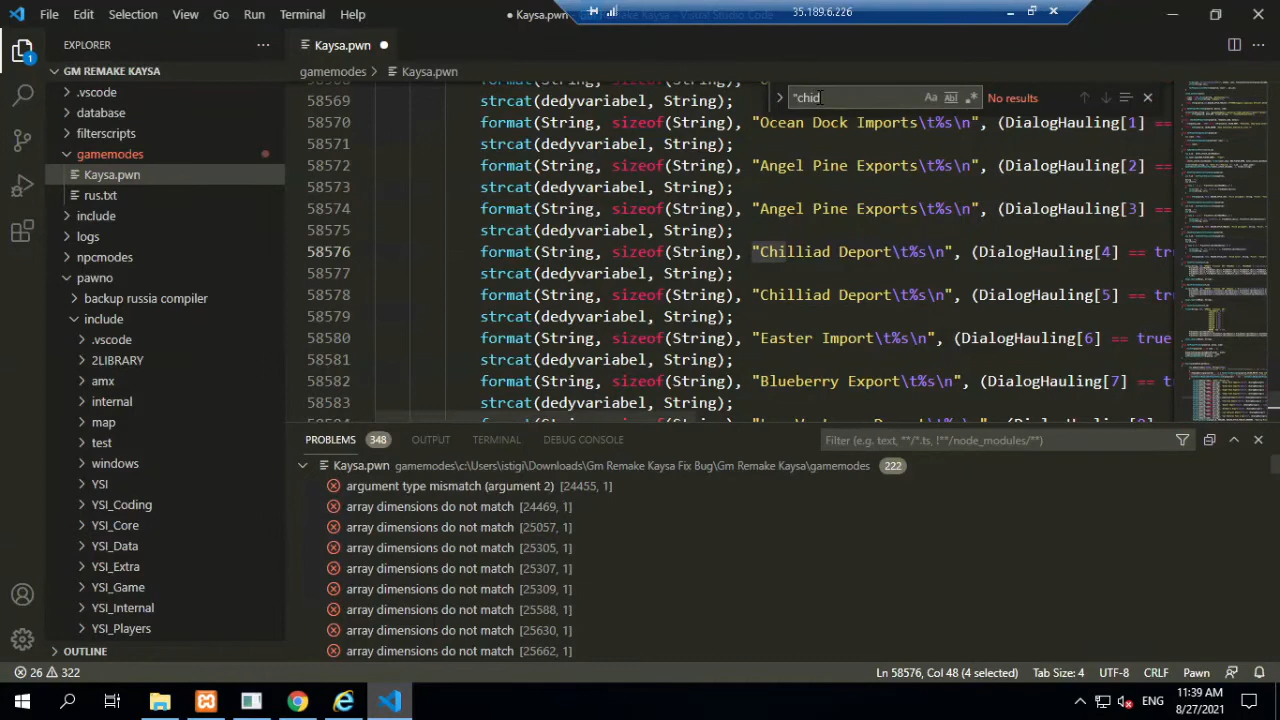 File Edit Selection View Go Run Terminal Help
● Kaysa.pwn
Visual Studio Code
35.189.6.226
EXPLORER
Kaysa.pwn ●
GM REMAKE KAYSA
gamemodes > Kaysa.pwn
.vscode
database
filterscripts
gamemodes
Kaysa.pwn
rus.txt
include
npcmodes
pawno
backup russia compiler
include
.vscode
2LIBRARY
amx
internal
map
test
windows
YSI
YSI_Coding
YSI_Core
YSI_Data
YSI_Extra
YSI_Game
YSI_Internal
YSI_Players
OUTLINE
"chid
Aa
No results
58569 strcat(dedyvariabel, String);
58570 format(String, sizeof(String), "Ocean Dock Imports\t%s\n", (DialogHauling[1] ==
58571 strcat(dedyvariabel, String);
58572 format(String, sizeof(String), "Angel Pine Exports\t%s\n", (DialogHauling[2] ==
58573 strcat(dedyvariabel, String);
58574 format(String, sizeof(String), "Angel Pine Exports\t%s\n", (DialogHauling[3] ==
58575 strcat(dedyvariabel, String);
58576 format(String, sizeof(String), "Chilliad Deport\t%s\n", (DialogHauling[4] == tru
58577 strcat(dedyvariabel, String);
58578 format(String, sizeof(String), "Chilliad Deport\t%s\n", (DialogHauling[5] == tru
58579 strcat(dedyvariabel, String);
58580 format(String, sizeof(String), "Easter Import\t%s\n", (DialogHauling[6] == true
58581 strcat(dedyvariabel, String);
58582 format(String, sizeof(String), "Blueberry Export\t%s\n", (DialogHauling[7] == tr
58583 strcat(dedyvariabel, String);
PROBLEMS 348 OUTPUT TERMINAL DEBUG CONSOLE
Filter (e.g. text, **/*.ts, !**/node_modules/**)
Kaysa.pwn gamemodes\c:\Users\istigi\Downloads\Gm Remake Kaysa Fix Bug\Gm Remake Kaysa\gamemodes 222
argument type mismatch (argument 2) [24455, 1]
array dimensions do not match [24469, 1]
array dimensions do not match [25057, 1]
array dimensions do not match [25305, 1]
array dimensions do not match [25307, 1]
array dimensions do not match [25309, 1]
array dimensions do not match [25588, 1]
array dimensions do not match [25630, 1]
array dimensions do not match [25662, 1]
26 322
Ln 58576, Col 48 (4 selected) Tab Size: 4 UTF-8 CRLF Pawn
ENG
11:39 AM
8/27/2021